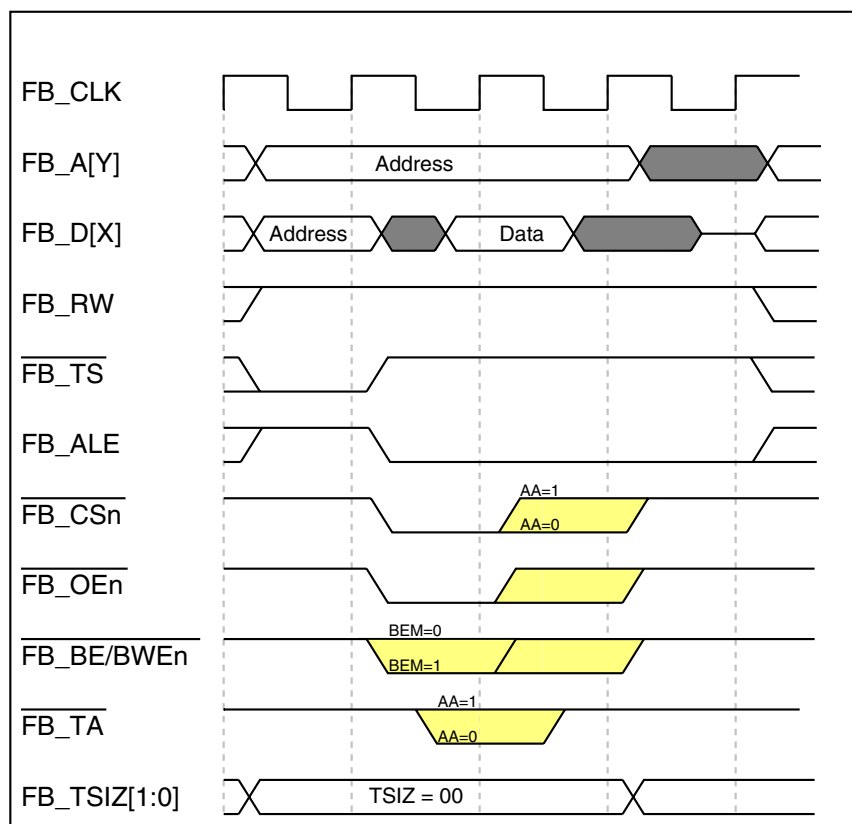 FB_CLK
FB_A[Y]
Address
FB_D[X]
Address
Data
FB_RW
FB_TS
FB_ALE
FB_CSn
AA=1
AA=0
FB_OEn
FB_BE/BWEn
BEM=0
BEM=1
FB_TA
AA=1
AA=0
FB_TSIZ[1:0]
TSIZ = 00